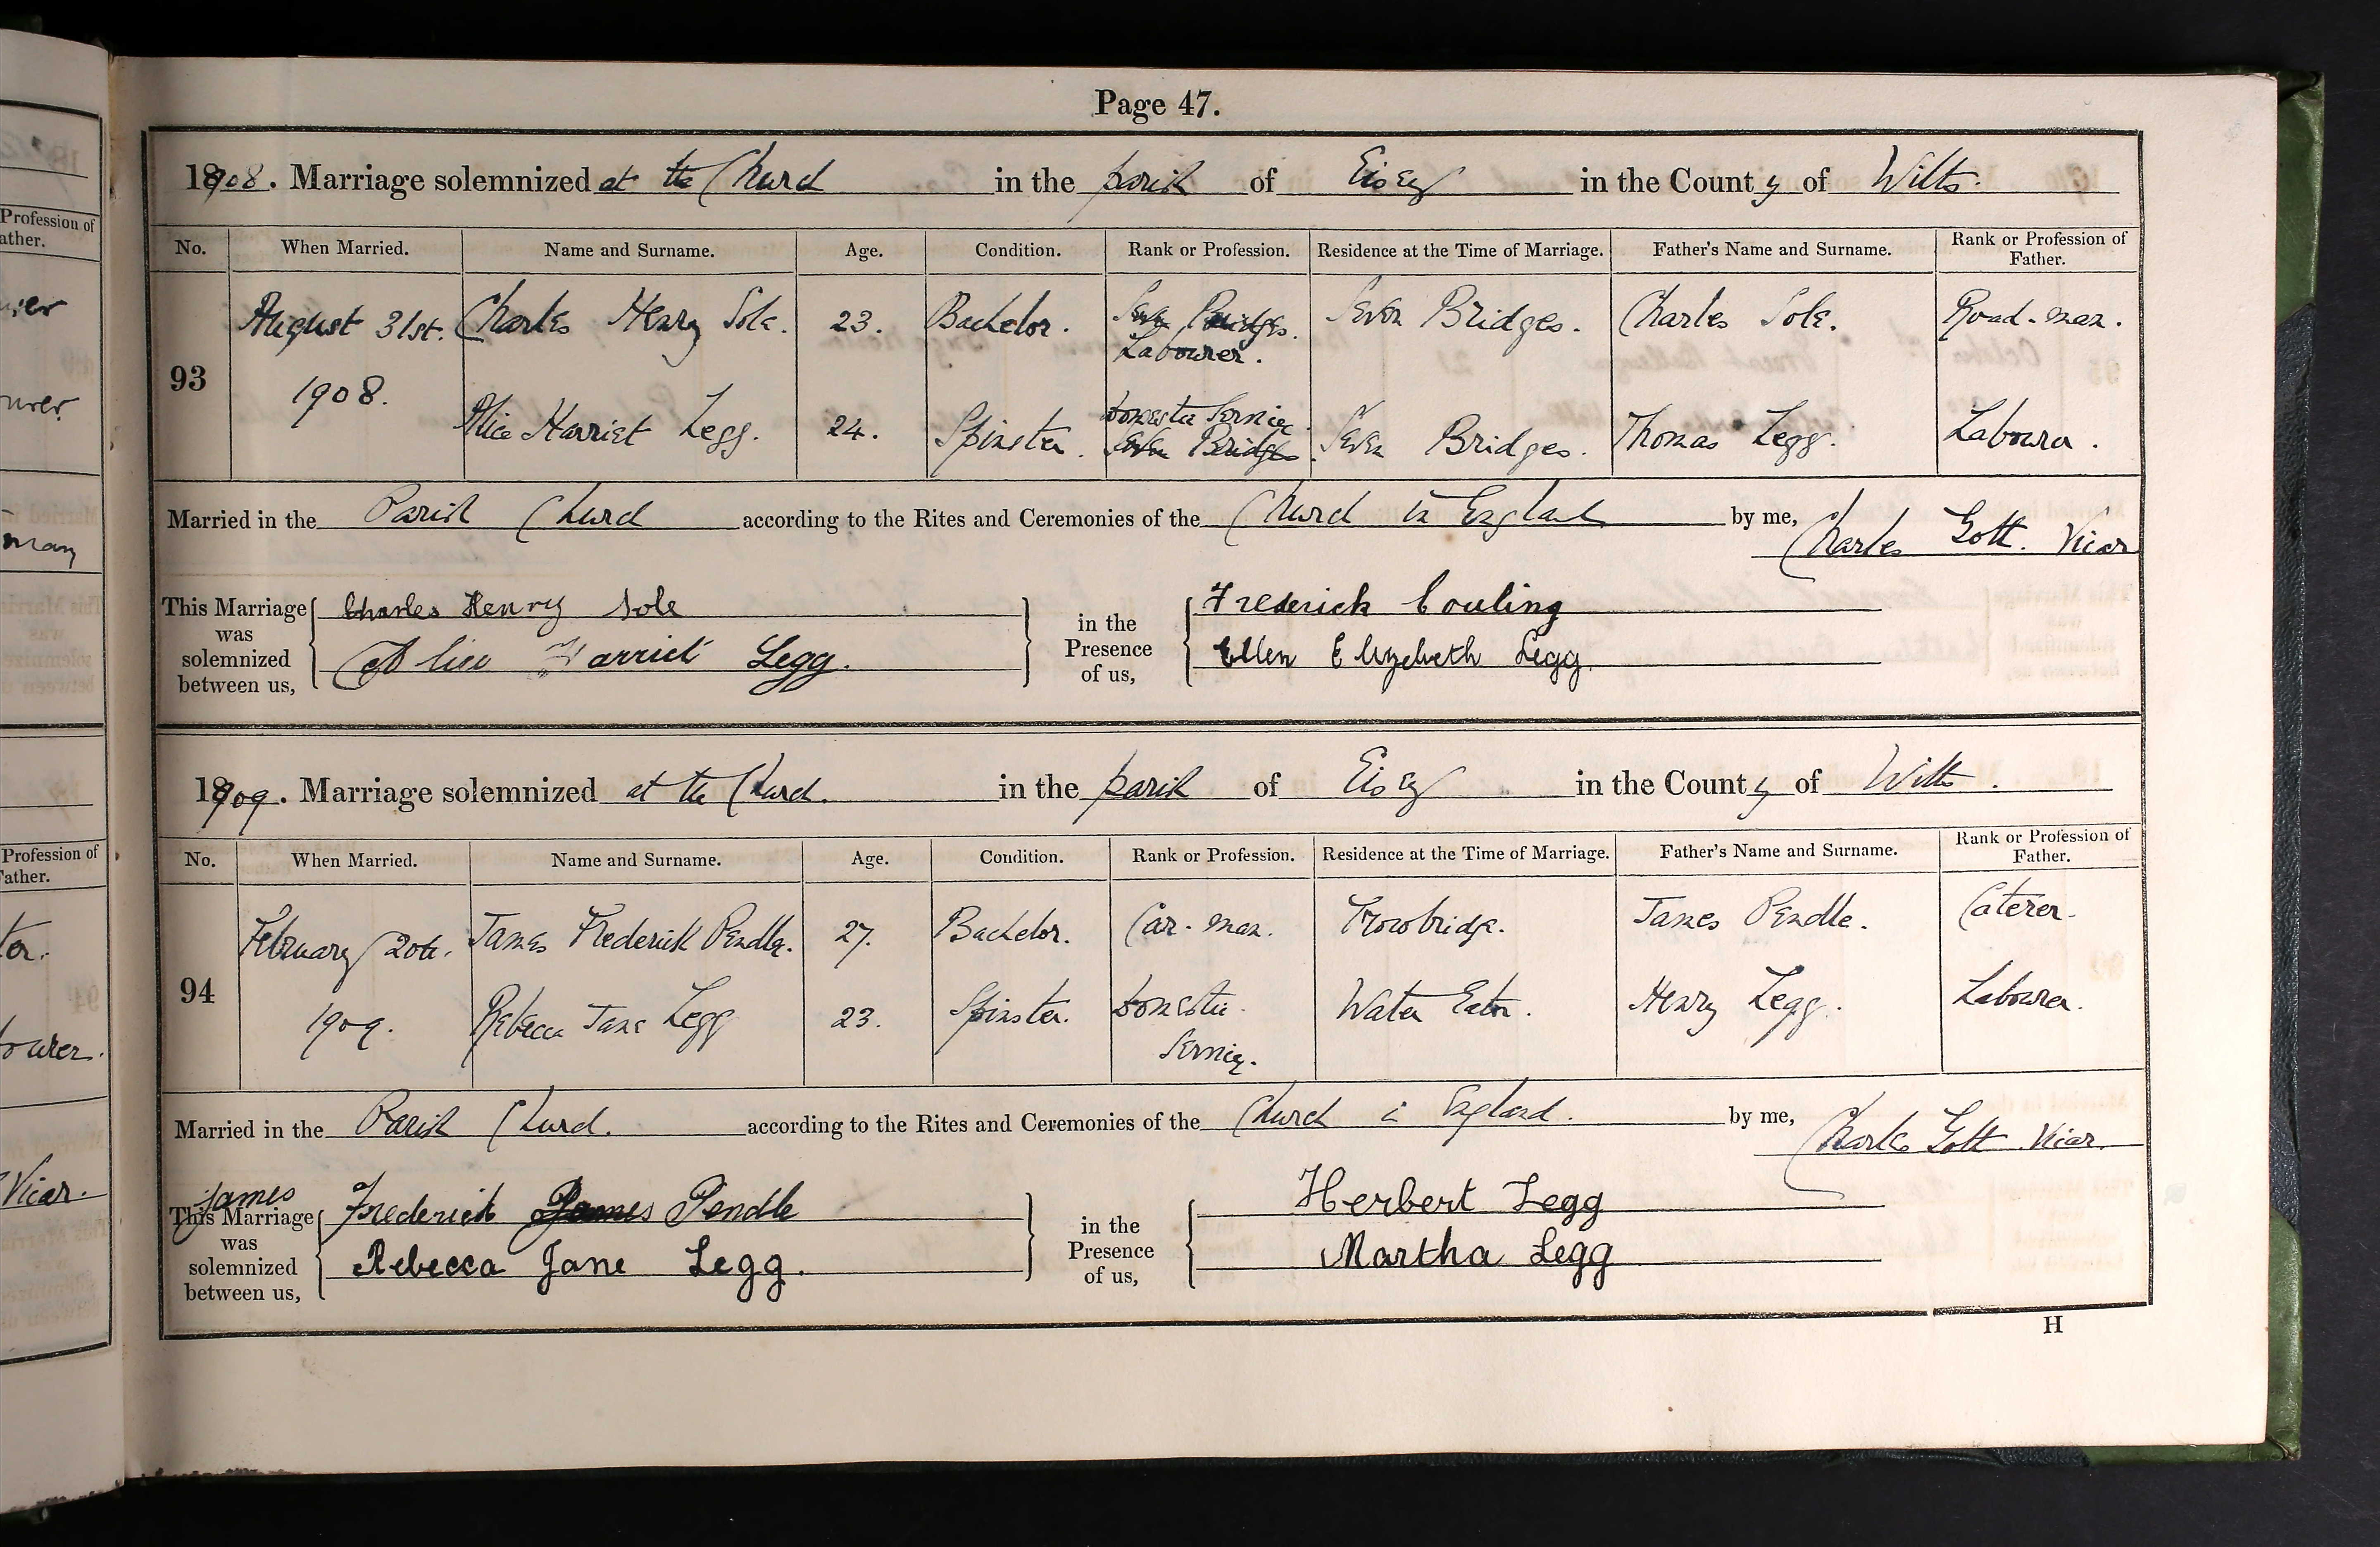 Page 47.
1908. Marriage solemnized at the Church in the parish of Eisey in the County of Wilts.
No. When Married. Name and Surname. Age. Condition. Rank or Profession. Residence at the Time of Marriage. Father's Name and Surname. Rank or Profession of Father.
93 August 31st. 1908. Charles Henry Sole. 23. Bachelor. Seven Bridges. Labourer. Seven Bridges. Charles Sole. Road-man.
Alice Harriet Legg. 24. Spinster. Domestic Service Seven Bridges Seven Bridges. Thomas Legg. Labourer.
Married in the Parish Church according to the Rites and Ceremonies of the Church in England by me, Charles Gott. Vicar
This Marriage was solemnized between us, Charles Henry Sole in the Presence of us, Frederick Couling
Alice Harriet Legg. Ellen Elizebeth Legg.
1909. Marriage solemnized at the Church. in the parish of Eisey in the County of Wilts.
No. When Married. Name and Surname. Age. Condition. Rank or Profession. Residence at the Time of Marriage. Father's Name and Surname. Rank or Profession of Father.
94 February 20th. 1909. James Frederick Pendle. 27. Bachelor. Car-man. Trowbridge. James Pendle. Caterer.
Rebecca Jane Legg 23. Spinster. Domestic Service. Water Eaton. Henry Legg. Labourer.
Married in the Parish Church. according to the Rites and Ceremonies of the Church in England. by me, Charles Gott Vicar.
This Marriage was solemnized between us, James Frederick James Pendle in the Presence of us, Herbert Legg
Rebecca Jane Legg. Martha Legg
H
Profession of
ather.
man
Profession of
Father.
Vicar.